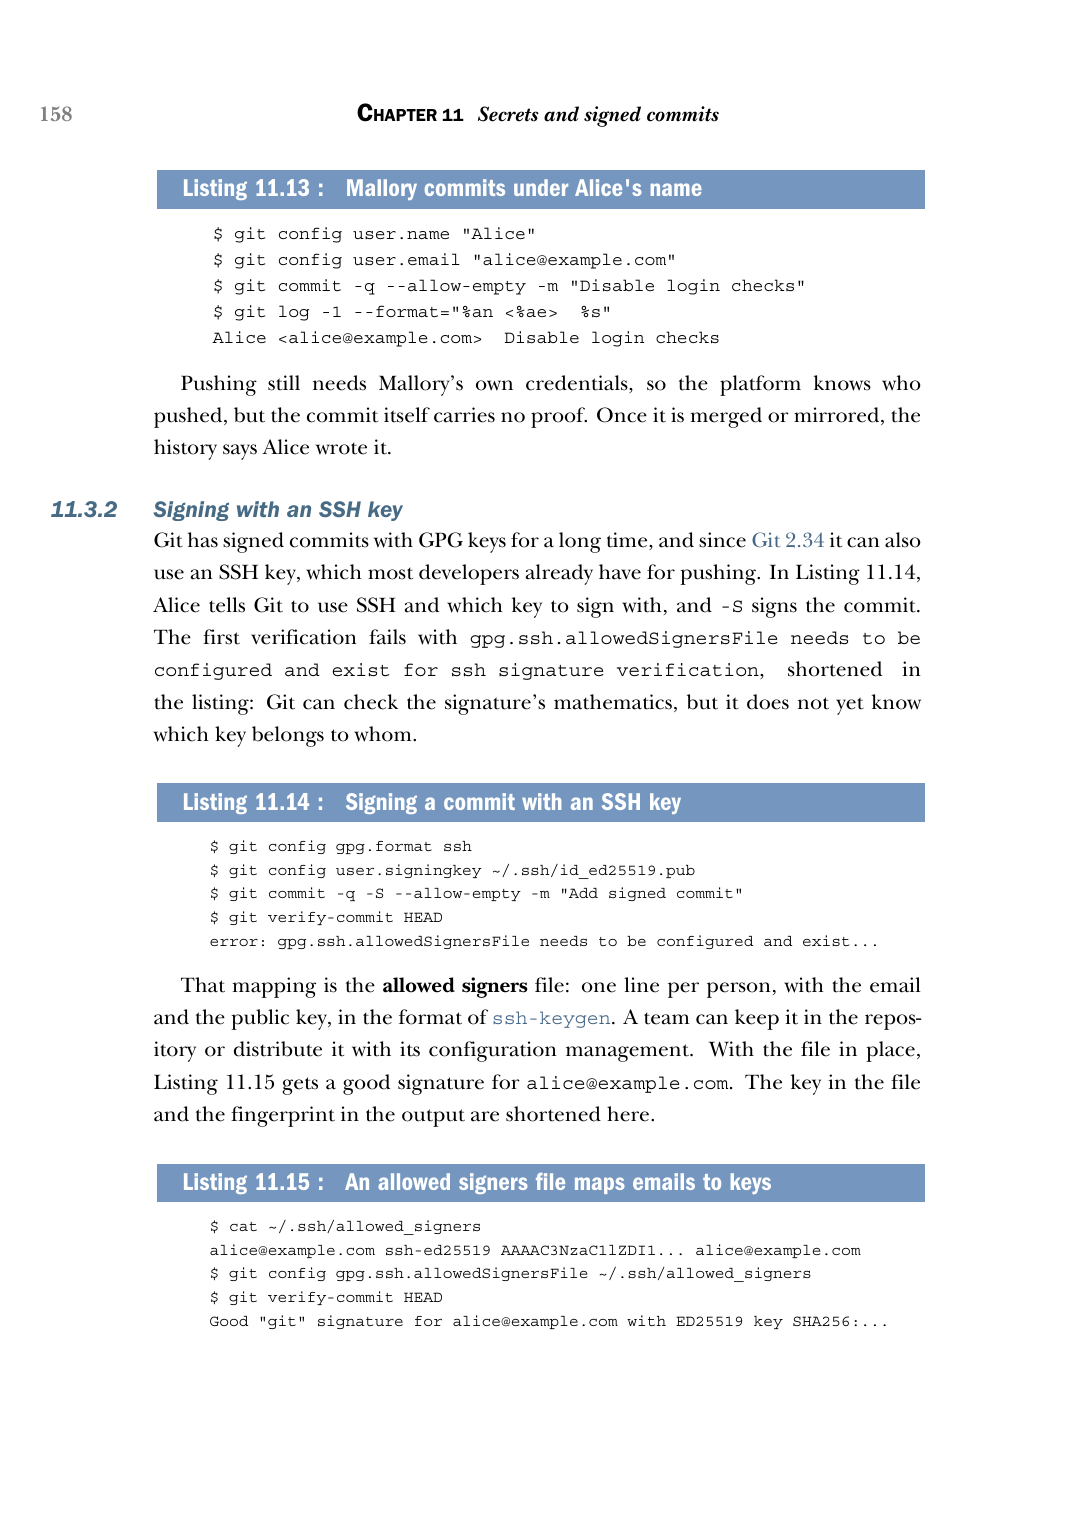 158
CHAPTER 11 Secrets and signed commits
Listing 11.13 : Mallory commits under Alice's name
$ git config user.name "Alice"
$ git config user.email "alice@example.com"
$ git commit -q --allow-empty -m "Disable login checks"
$ git log -1 --format="%an <%ae>  %s"
Alice <alice@example.com>  Disable login checks
Pushing still needs Mallory’s own credentials, so the platform knows who
pushed, but the commit itself carries no proof. Once it is merged or mirrored, the
history says Alice wrote it.
11.3.2 Signing with an SSH key
Git has signed commits with GPG keys for a long time, and since Git 2.34 it can also
use an SSH key, which most developers already have for pushing. In Listing 11.14,
Alice tells Git to use SSH and which key to sign with, and -S signs the commit.
The first verification fails with gpg.ssh.allowedSignersFile needs to be
configured and exist for ssh signature verification, shortened in
the listing: Git can check the signature’s mathematics, but it does not yet know
which key belongs to whom.
Listing 11.14 : Signing a commit with an SSH key
$ git config gpg.format ssh
$ git config user.signingkey ~/.ssh/id_ed25519.pub
$ git commit -q -S --allow-empty -m "Add signed commit"
$ git verify-commit HEAD
error: gpg.ssh.allowedSignersFile needs to be configured and exist...
That mapping is the allowed signers file: one line per person, with the email
and the public key, in the format of ssh-keygen. A team can keep it in the repos-
itory or distribute it with its configuration management. With the file in place,
Listing 11.15 gets a good signature for alice@example.com. The key in the file
and the fingerprint in the output are shortened here.
Listing 11.15 : An allowed signers file maps emails to keys
$ cat ~/.ssh/allowed_signers
alice@example.com ssh-ed25519 AAAAC3NzaC1lZDI1... alice@example.com
$ git config gpg.ssh.allowedSignersFile ~/.ssh/allowed_signers
$ git verify-commit HEAD
Good "git" signature for alice@example.com with ED25519 key SHA256:...